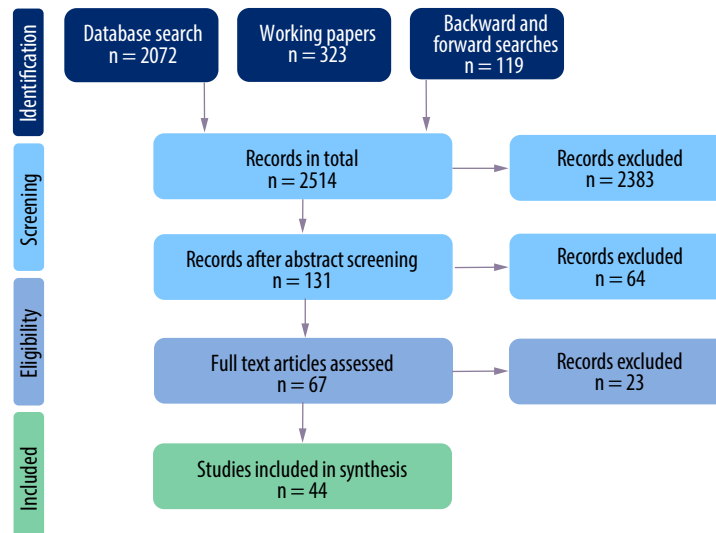 Identification
Database search
n = 2072
Working papers
n = 323
Backward and
forward searches
n = 119
Screening
Records in total
n = 2514
Records excluded
n = 2383
Records after abstract screening
n = 131
Records excluded
n = 64
Eligibility
Full text articles assessed
n = 67
Records excluded
n = 23
Included
Studies included in synthesis
n = 44